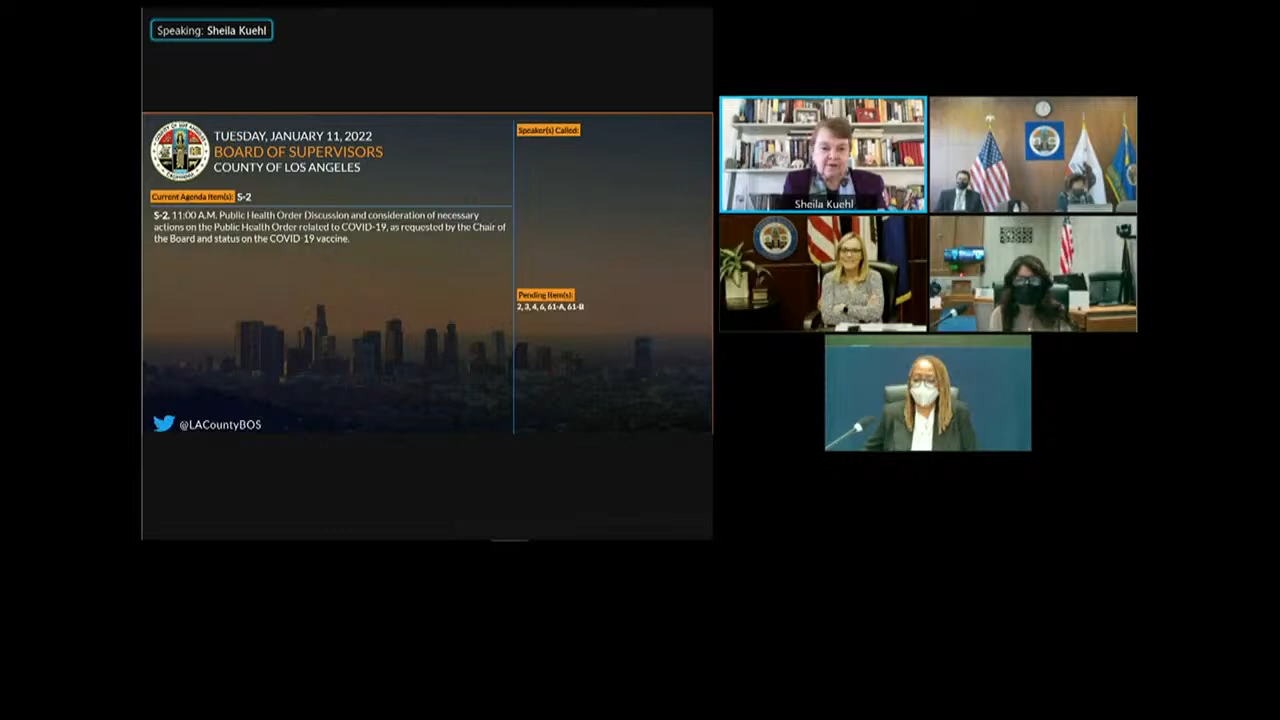 Speaking: Sheila Kuehl
TUESDAY, JANUARY 11, 2022
BOARD OF SUPERVISORS
COUNTY OF LOS ANGELES
Current Agenda Item(s): S-2
S-2. 11:00 A.M. Public Health Order Discussion and consideration of necessary
actions on the Public Health Order related to COVID-19, as requested by the Chair of
the Board and status on the COVID-19 vaccine.
Speaker(s) Called:
Pending Item(s):
2, 3, 4, 6, 61-A, 61-B
@LACountyBOS
Sheila Kuehl